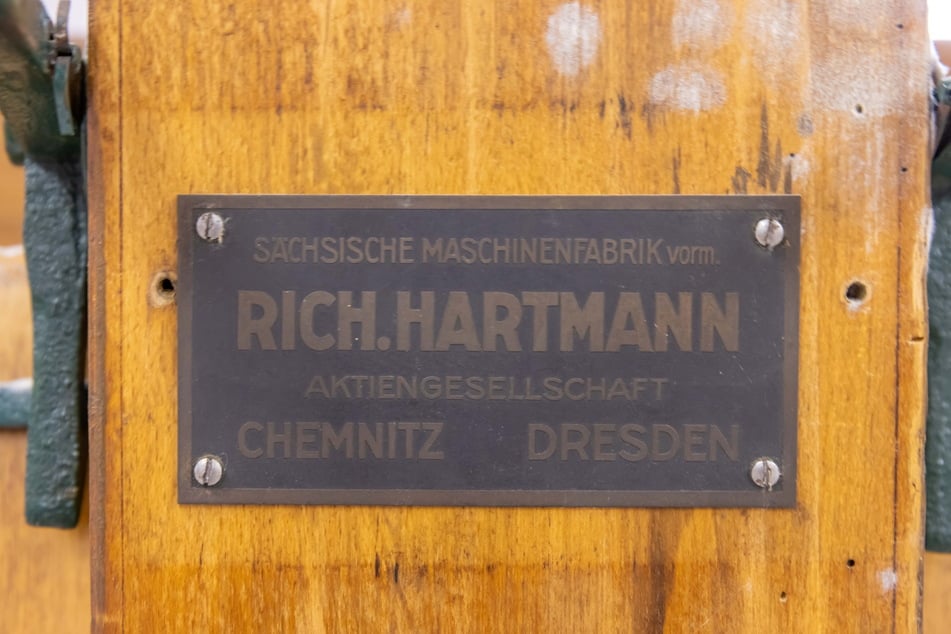 SÄCHSISCHE MASCHINENFABRIK vorm.
RICH.HARTMANN
AKTIENGESELLSCHAFT
CHEMNITZ DRESDEN